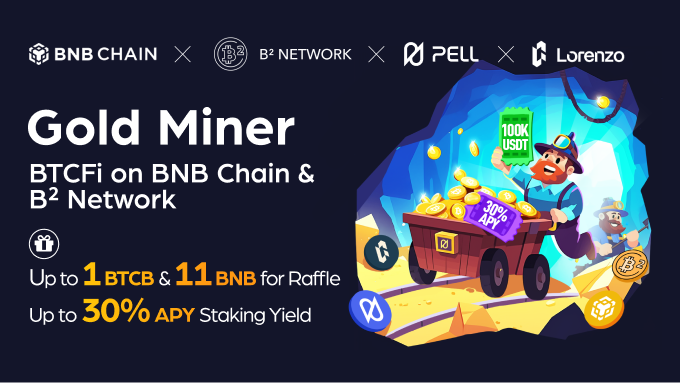 BNB CHAIN × B² NETWORK × PELL × Lorenzo
Gold Miner
BTCFi on BNB Chain &
B² Network
Up to 1 BTCB & 11 BNB for Raffle
Up to 30% APY Staking Yield
100K
USDT
30%
APY